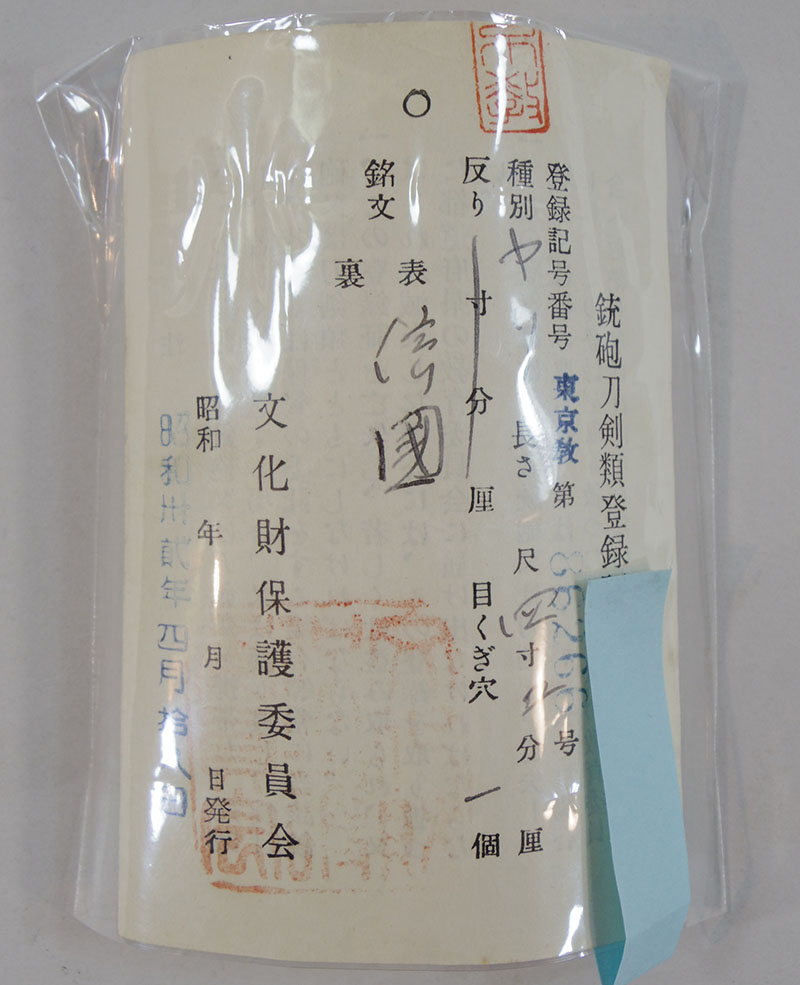 銃砲刀剣類登録
登録記号番号 東京教 第 号
種別 や り 長さ 尺 四寸 分 厘
反り 寸 分 厘 目くぎ穴 一 個
銘文
表 信國
裏
文化財保護委員会
昭和 年 月 日発行
昭和卅貳年四月拾八日